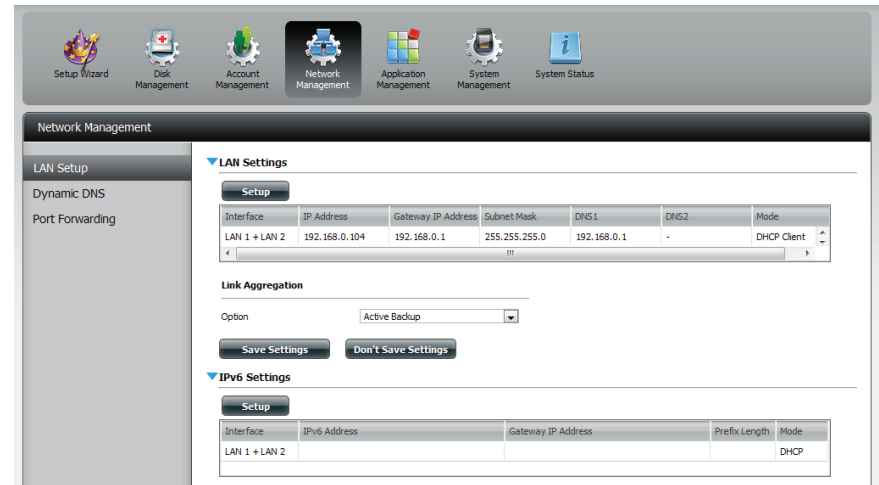 Setup Wizard Disk Management Account Management Network Management Application Management System Management System Status
Network Management
LAN Setup
Dynamic DNS
Port Forwarding
LAN Settings
Setup
Interface IP Address Gateway IP Address Subnet Mask DNS1 DNS2 Mode
LAN 1 + LAN 2 192.168.0.104 192.168.0.1 255.255.255.0 192.168.0.1 - DHCP Client
Link Aggregation
Option Active Backup
Save Settings Don't Save Settings
IPv6 Settings
Setup
Interface IPv6 Address Gateway IP Address Prefix Length Mode
LAN 1 + LAN 2 DHCP